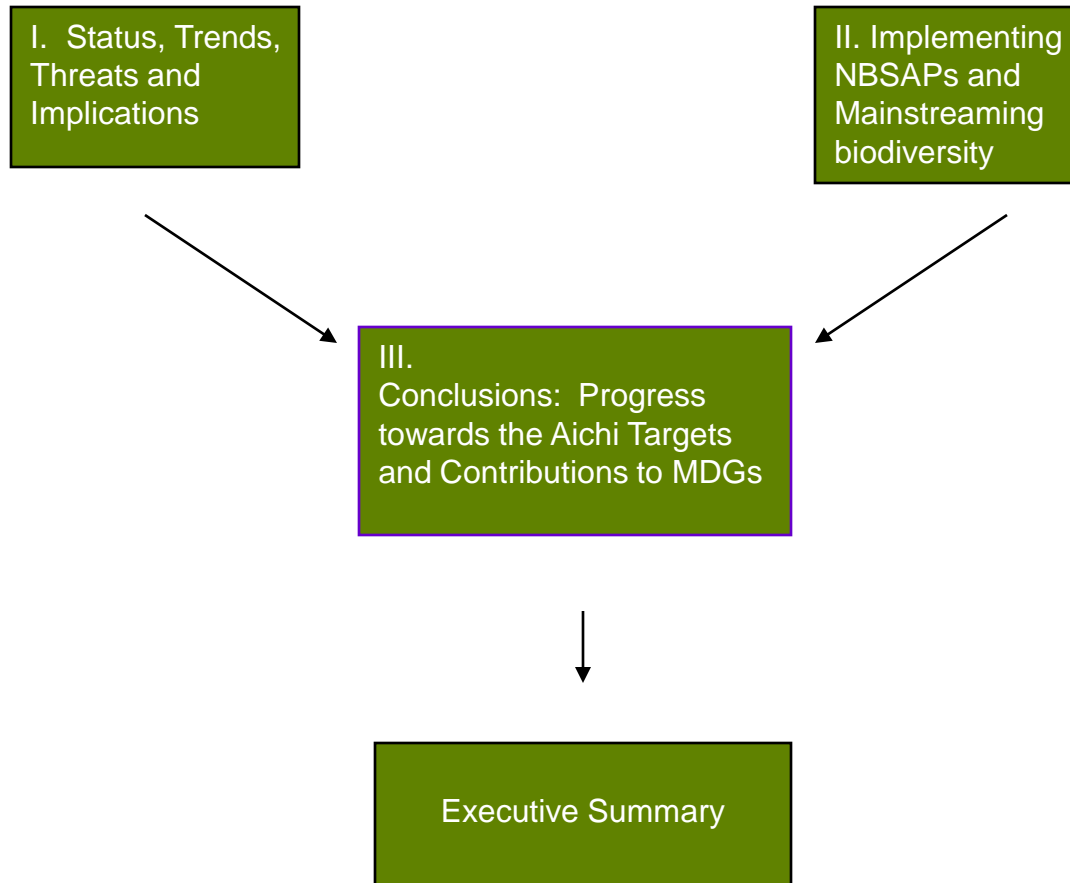 I.  Status, Trends,
Threats and
Implications
II. Implementing
NBSAPs and
Mainstreaming
biodiversity
III.
Conclusions:  Progress
towards the Aichi Targets
and Contributions to MDGs
Executive Summary